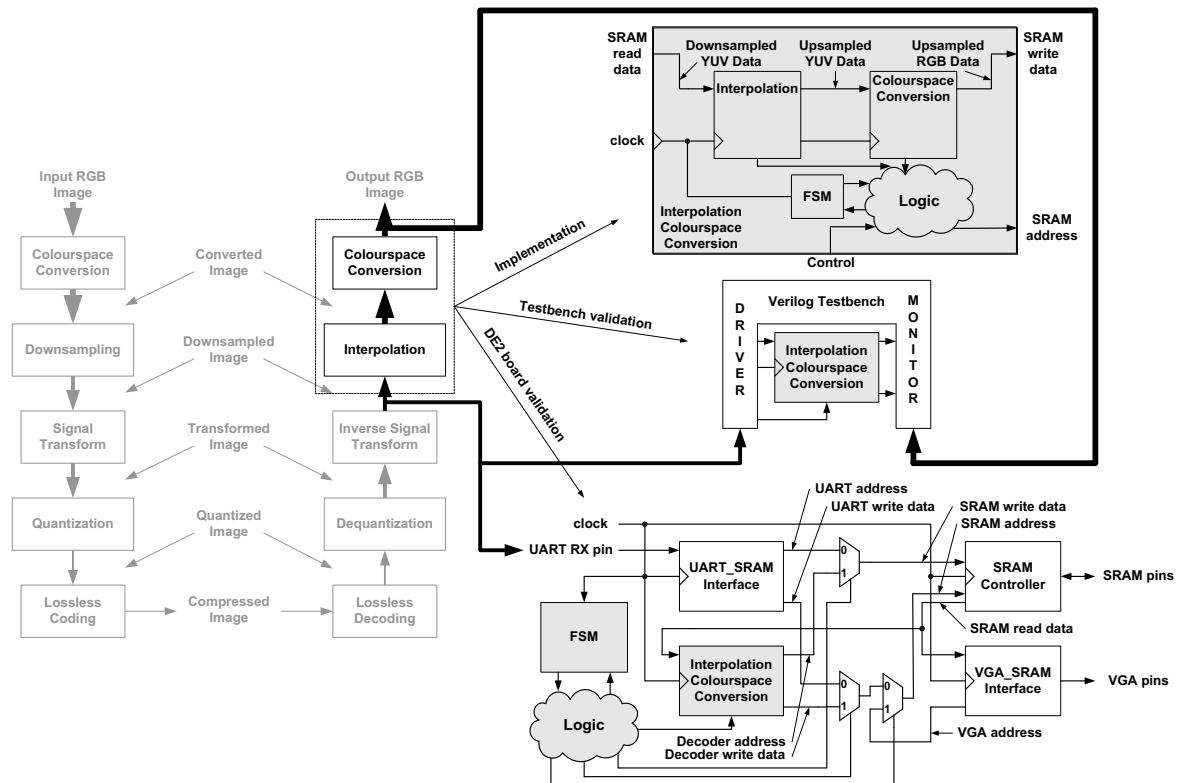 Input RGB
Image
Colourspace
Conversion
Converted
Image
Downsampling
Downsampled
Image
Signal
Transform
Transformed
Image
Quantization
Quantized
Image
Lossless
Coding
Compressed
Image
Output RGB
Image
Colourspace
Conversion
Interpolation
Inverse Signal
Transform
Dequantization
Lossless
Decoding
Implementation
Testbench validation
DE2 board validation
SRAM
read
data
Downsampled
YUV Data
Upsampled
YUV Data
Upsampled
RGB Data
SRAM
write
data
Interpolation
Colourspace
Conversion
clock
FSM
Logic
Interpolation
Colourspace
Conversion
Control
SRAM
address
DRIVER
Verilog Testbench
MONITOR
Interpolation
Colourspace
Conversion
UART address
UART write data
SRAM write data
SRAM address
clock
UART RX pin
UART_SRAM
Interface
0
1
SRAM
Controller
SRAM pins
SRAM read data
FSM
Interpolation
Colourspace
Conversion
0
1
0
1
VGA_SRAM
Interface
VGA pins
Logic
Decoder address
Decoder write data
VGA address